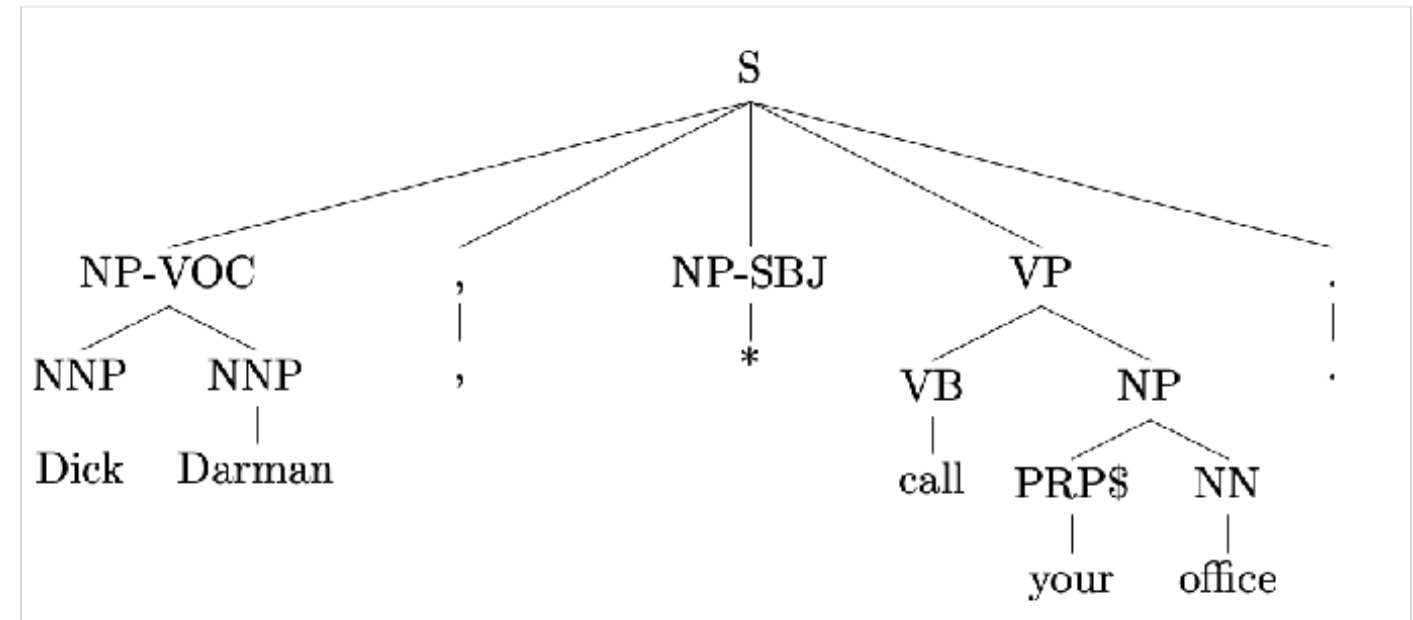 S
NP-VOC , NP-SBJ VP .
NNP NNP , * VB NP .
Dick Darman call PRP$ NN
your office